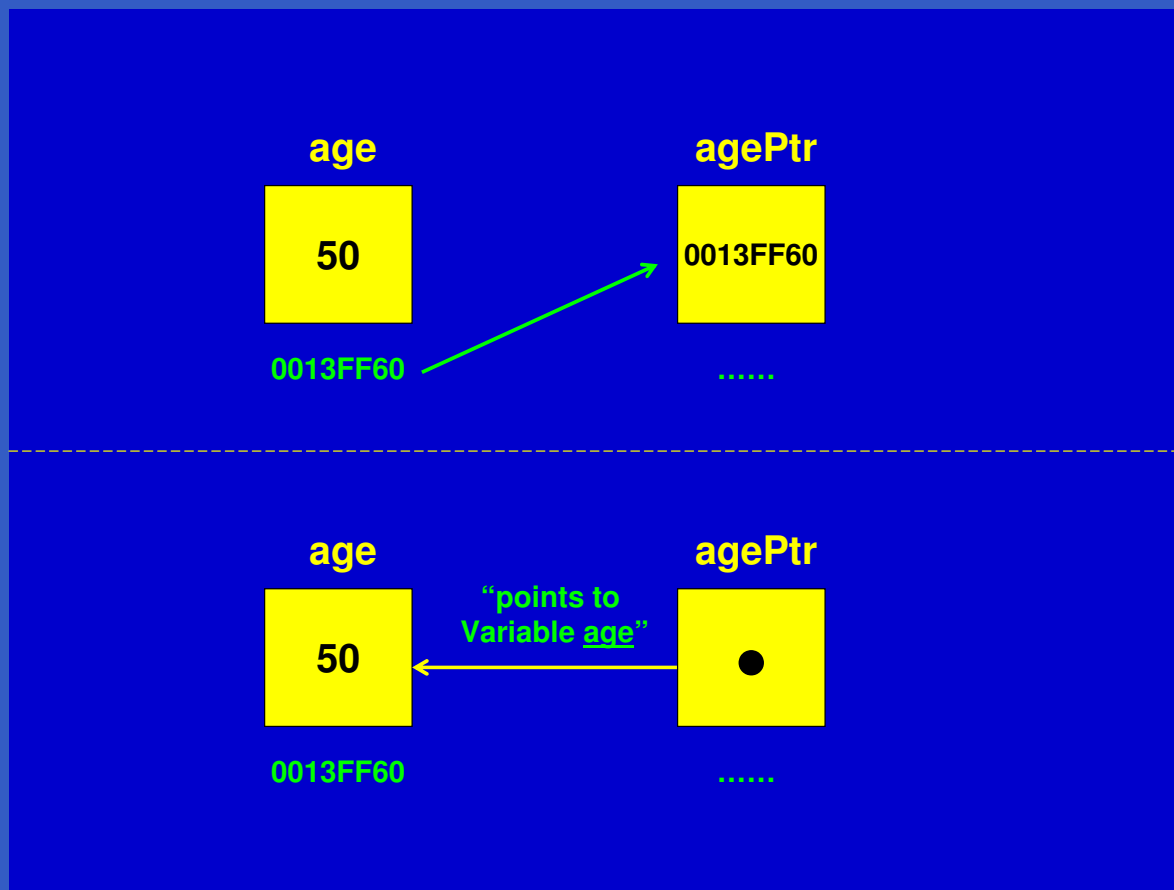 age agePtr
50 0013FF60
0013FF60 ......
age agePtr
“points to
Variable age”
50
0013FF60 ......